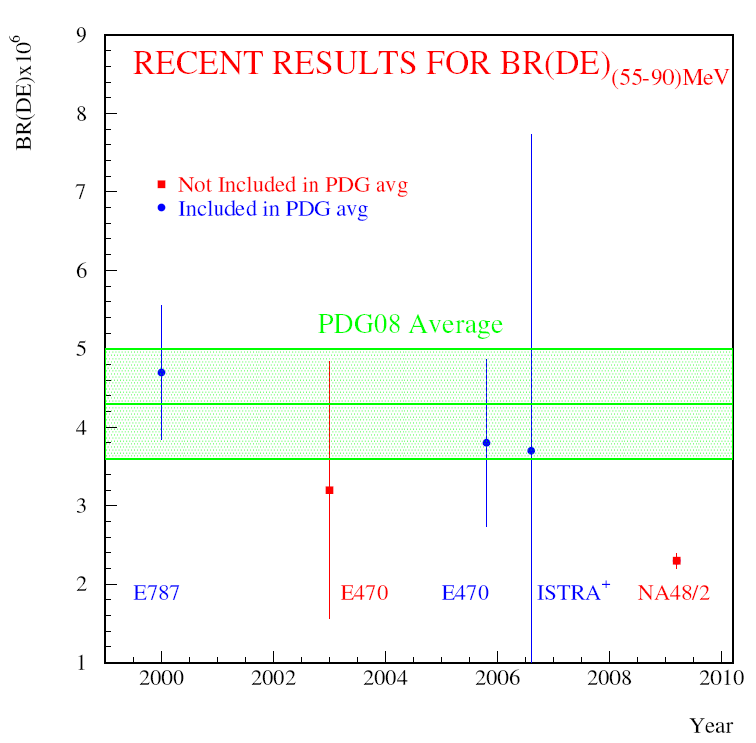 RECENT RESULTS FOR BR(DE)(55-90)MeV
BR(DE)x10⁶
9
8
7
6
5
4
3
2
1
Not Included in PDG avg
Included in PDG avg
PDG08 Average
E787 E470 E470 ISTRA⁺ NA48/2
2000 2002 2004 2006 2008 2010
Year